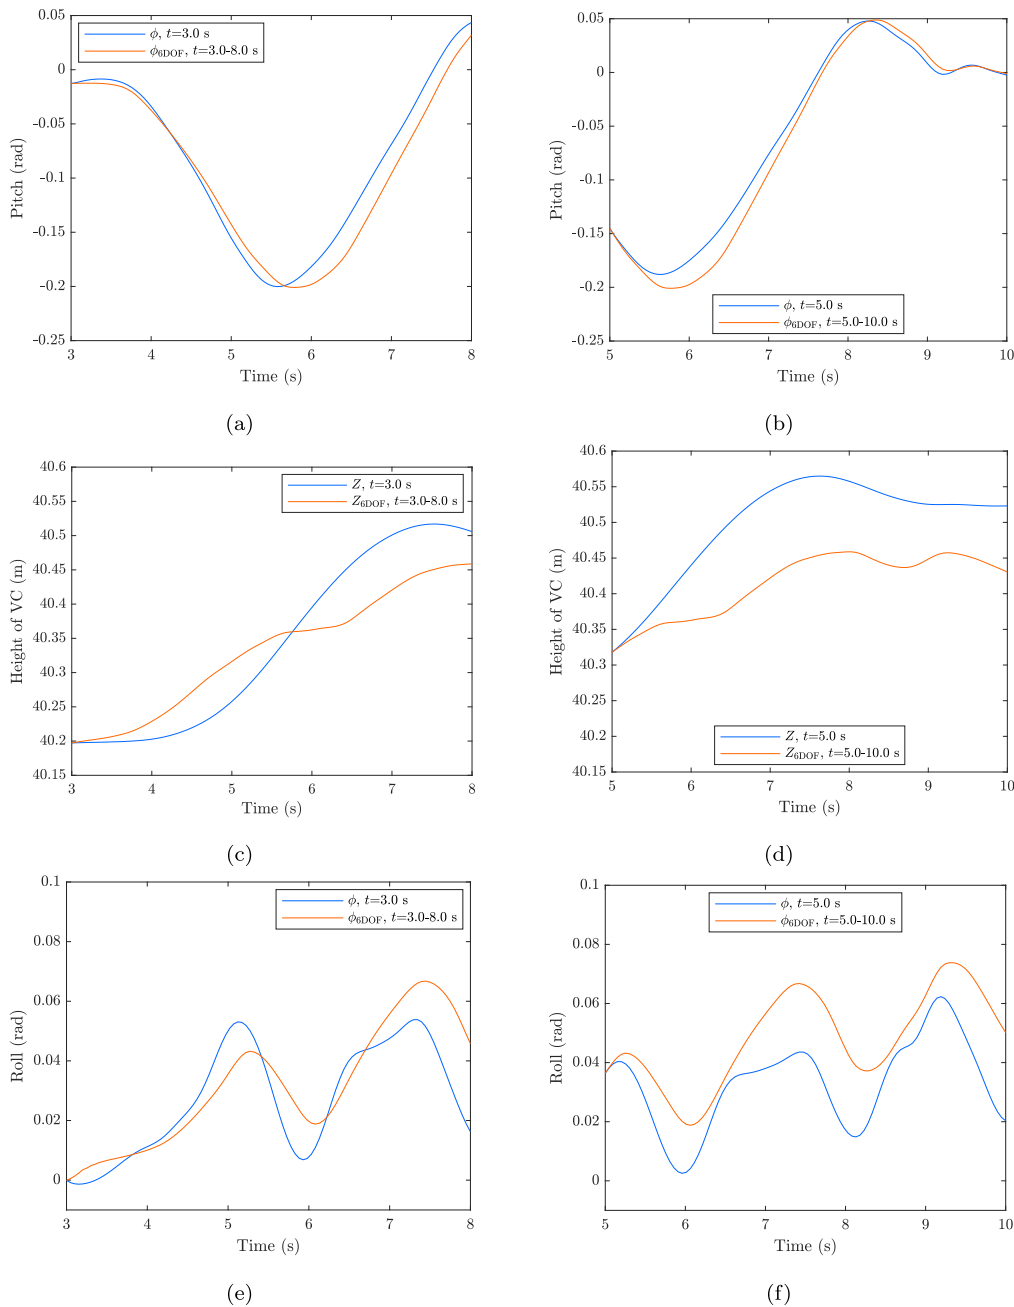 0.05
0
-0.05
-0.1
-0.15
-0.2
-0.25
Pitch (rad)
ϕ, t=3.0 s
ϕ6DOF, t=3.0-8.0 s
3 4 5 6 7 8
Time (s)
(a)
0.05
0
-0.05
-0.1
-0.15
-0.2
-0.25
Pitch (rad)
ϕ, t=5.0 s
ϕ6DOF, t=5.0-10.0 s
5 6 7 8 9 10
Time (s)
(b)
40.6
40.55
40.5
40.45
40.4
40.35
40.3
40.25
40.2
40.15
Height of VC (m)
Z, t=3.0 s
Z6DOF, t=3.0-8.0 s
3 4 5 6 7 8
Time (s)
(c)
40.6
40.55
40.5
40.45
40.4
40.35
40.3
40.25
40.2
40.15
Height of VC (m)
Z, t=5.0 s
Z6DOF, t=5.0-10.0 s
5 6 7 8 9 10
Time (s)
(d)
0.1
0.08
0.06
0.04
0.02
0
Roll (rad)
ϕ, t=3.0 s
ϕ6DOF, t=3.0-8.0 s
3 4 5 6 7 8
Time (s)
(e)
0.1
0.08
0.06
0.04
0.02
0
Roll (rad)
ϕ, t=5.0 s
ϕ6DOF, t=5.0-10.0 s
5 6 7 8 9 10
Time (s)
(f)